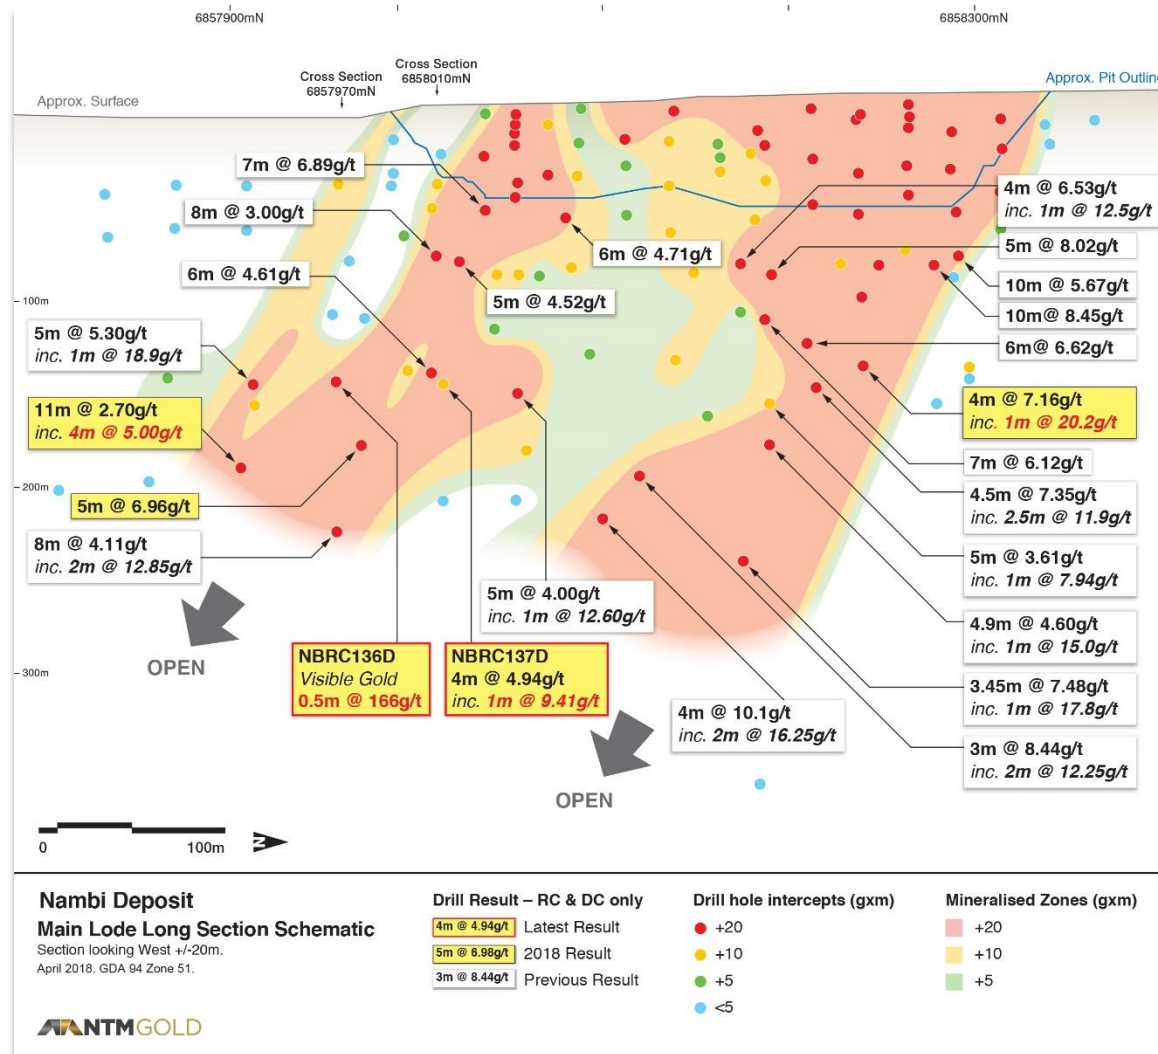 6857900mN
6858300mN
Cross Section
6857970mN
Cross Section
6858010mN
Approx. Surface
Approx. Pit Outline
7m @ 6.89g/t
8m @ 3.00g/t
6m @ 4.61g/t
6m @ 4.71g/t
5m @ 4.52g/t
4m @ 6.53g/t
inc. 1m @ 12.5g/t
5m @ 8.02g/t
10m @ 5.67g/t
10m@ 8.45g/t
6m@ 6.62g/t
100m
5m @ 5.30g/t
inc. 1m @ 18.9g/t
11m @ 2.70g/t
inc. 4m @ 5.00g/t
4m @ 7.16g/t
inc. 1m @ 20.2g/t
7m @ 6.12g/t
200m
5m @ 6.96g/t
4.5m @ 7.35g/t
inc. 2.5m @ 11.9g/t
8m @ 4.11g/t
inc. 2m @ 12.85g/t
5m @ 3.61g/t
inc. 1m @ 7.94g/t
5m @ 4.00g/t
inc. 1m @ 12.60g/t
4.9m @ 4.60g/t
inc. 1m @ 15.0g/t
OPEN
300m
NBRC136D
Visible Gold
0.5m @ 166g/t
NBRC137D
4m @ 4.94g/t
inc. 1m @ 9.41g/t
3.45m @ 7.48g/t
inc. 1m @ 17.8g/t
4m @ 10.1g/t
inc. 2m @ 16.25g/t
3m @ 8.44g/t
inc. 2m @ 12.25g/t
OPEN
0
100m
N
Nambi Deposit
Main Lode Long Section Schematic
Section looking West +/-20m.
April 2018. GDA 94 Zone 51.
NTMGOLD
Drill Result – RC & DC only
4m @ 4.94g/t Latest Result
5m @ 6.98g/t 2018 Result
3m @ 8.44g/t Previous Result
Drill hole intercepts (gxm)
+20
+10
+5
<5
Mineralised Zones (gxm)
+20
+10
+5